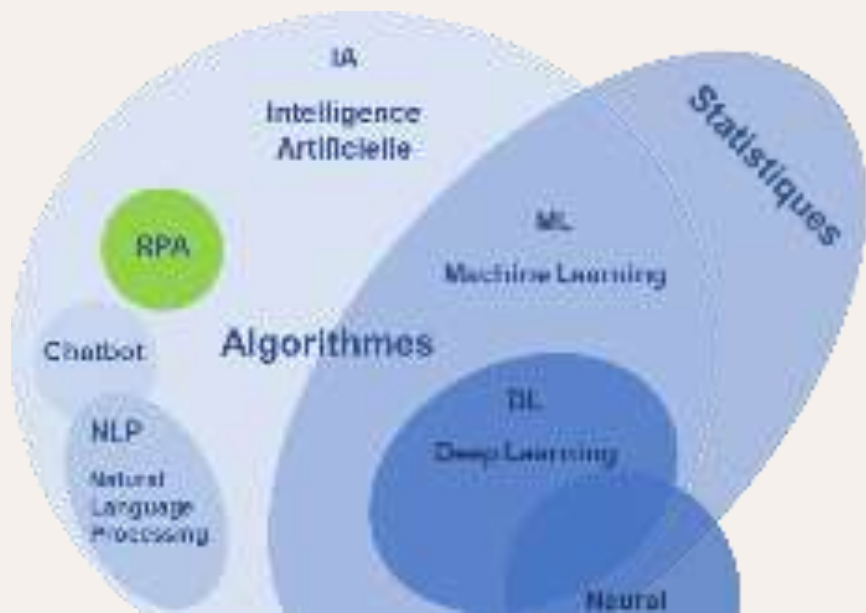 IA
Intelligence
Artificielle
Statistiques
RPA
ML
Machine Learning
Chatbot
Algorithmes
DL
Deep Learning
NLP
Natural
Language
Processing
Neural